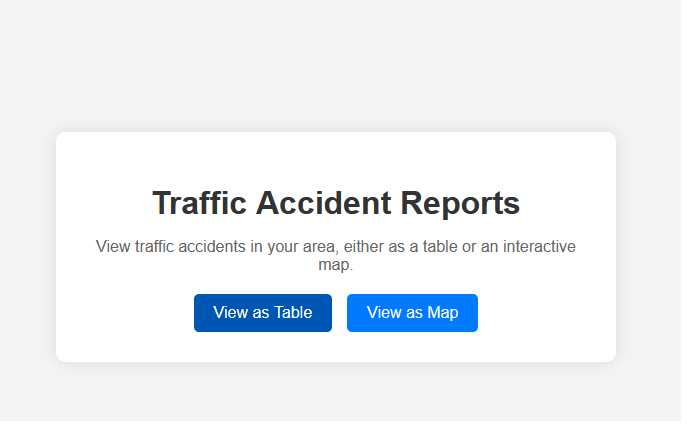 Traffic Accident Reports
View traffic accidents in your area, either as a table or an interactive
map.
View as Table
View as Map